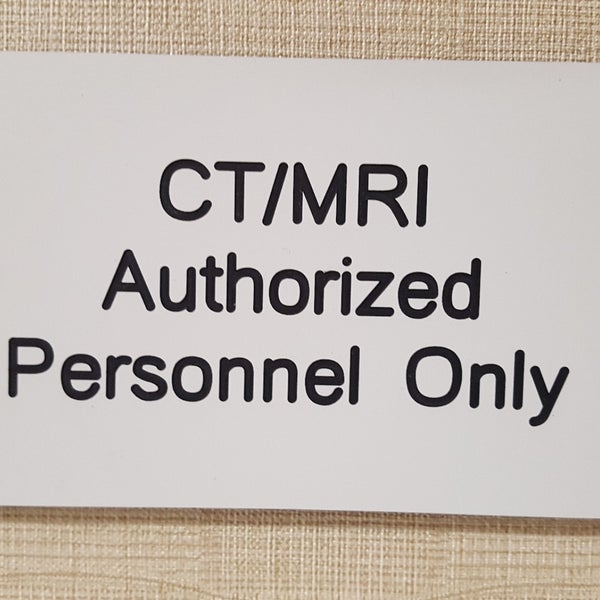 CT/MRI
Authorized
Personnel Only